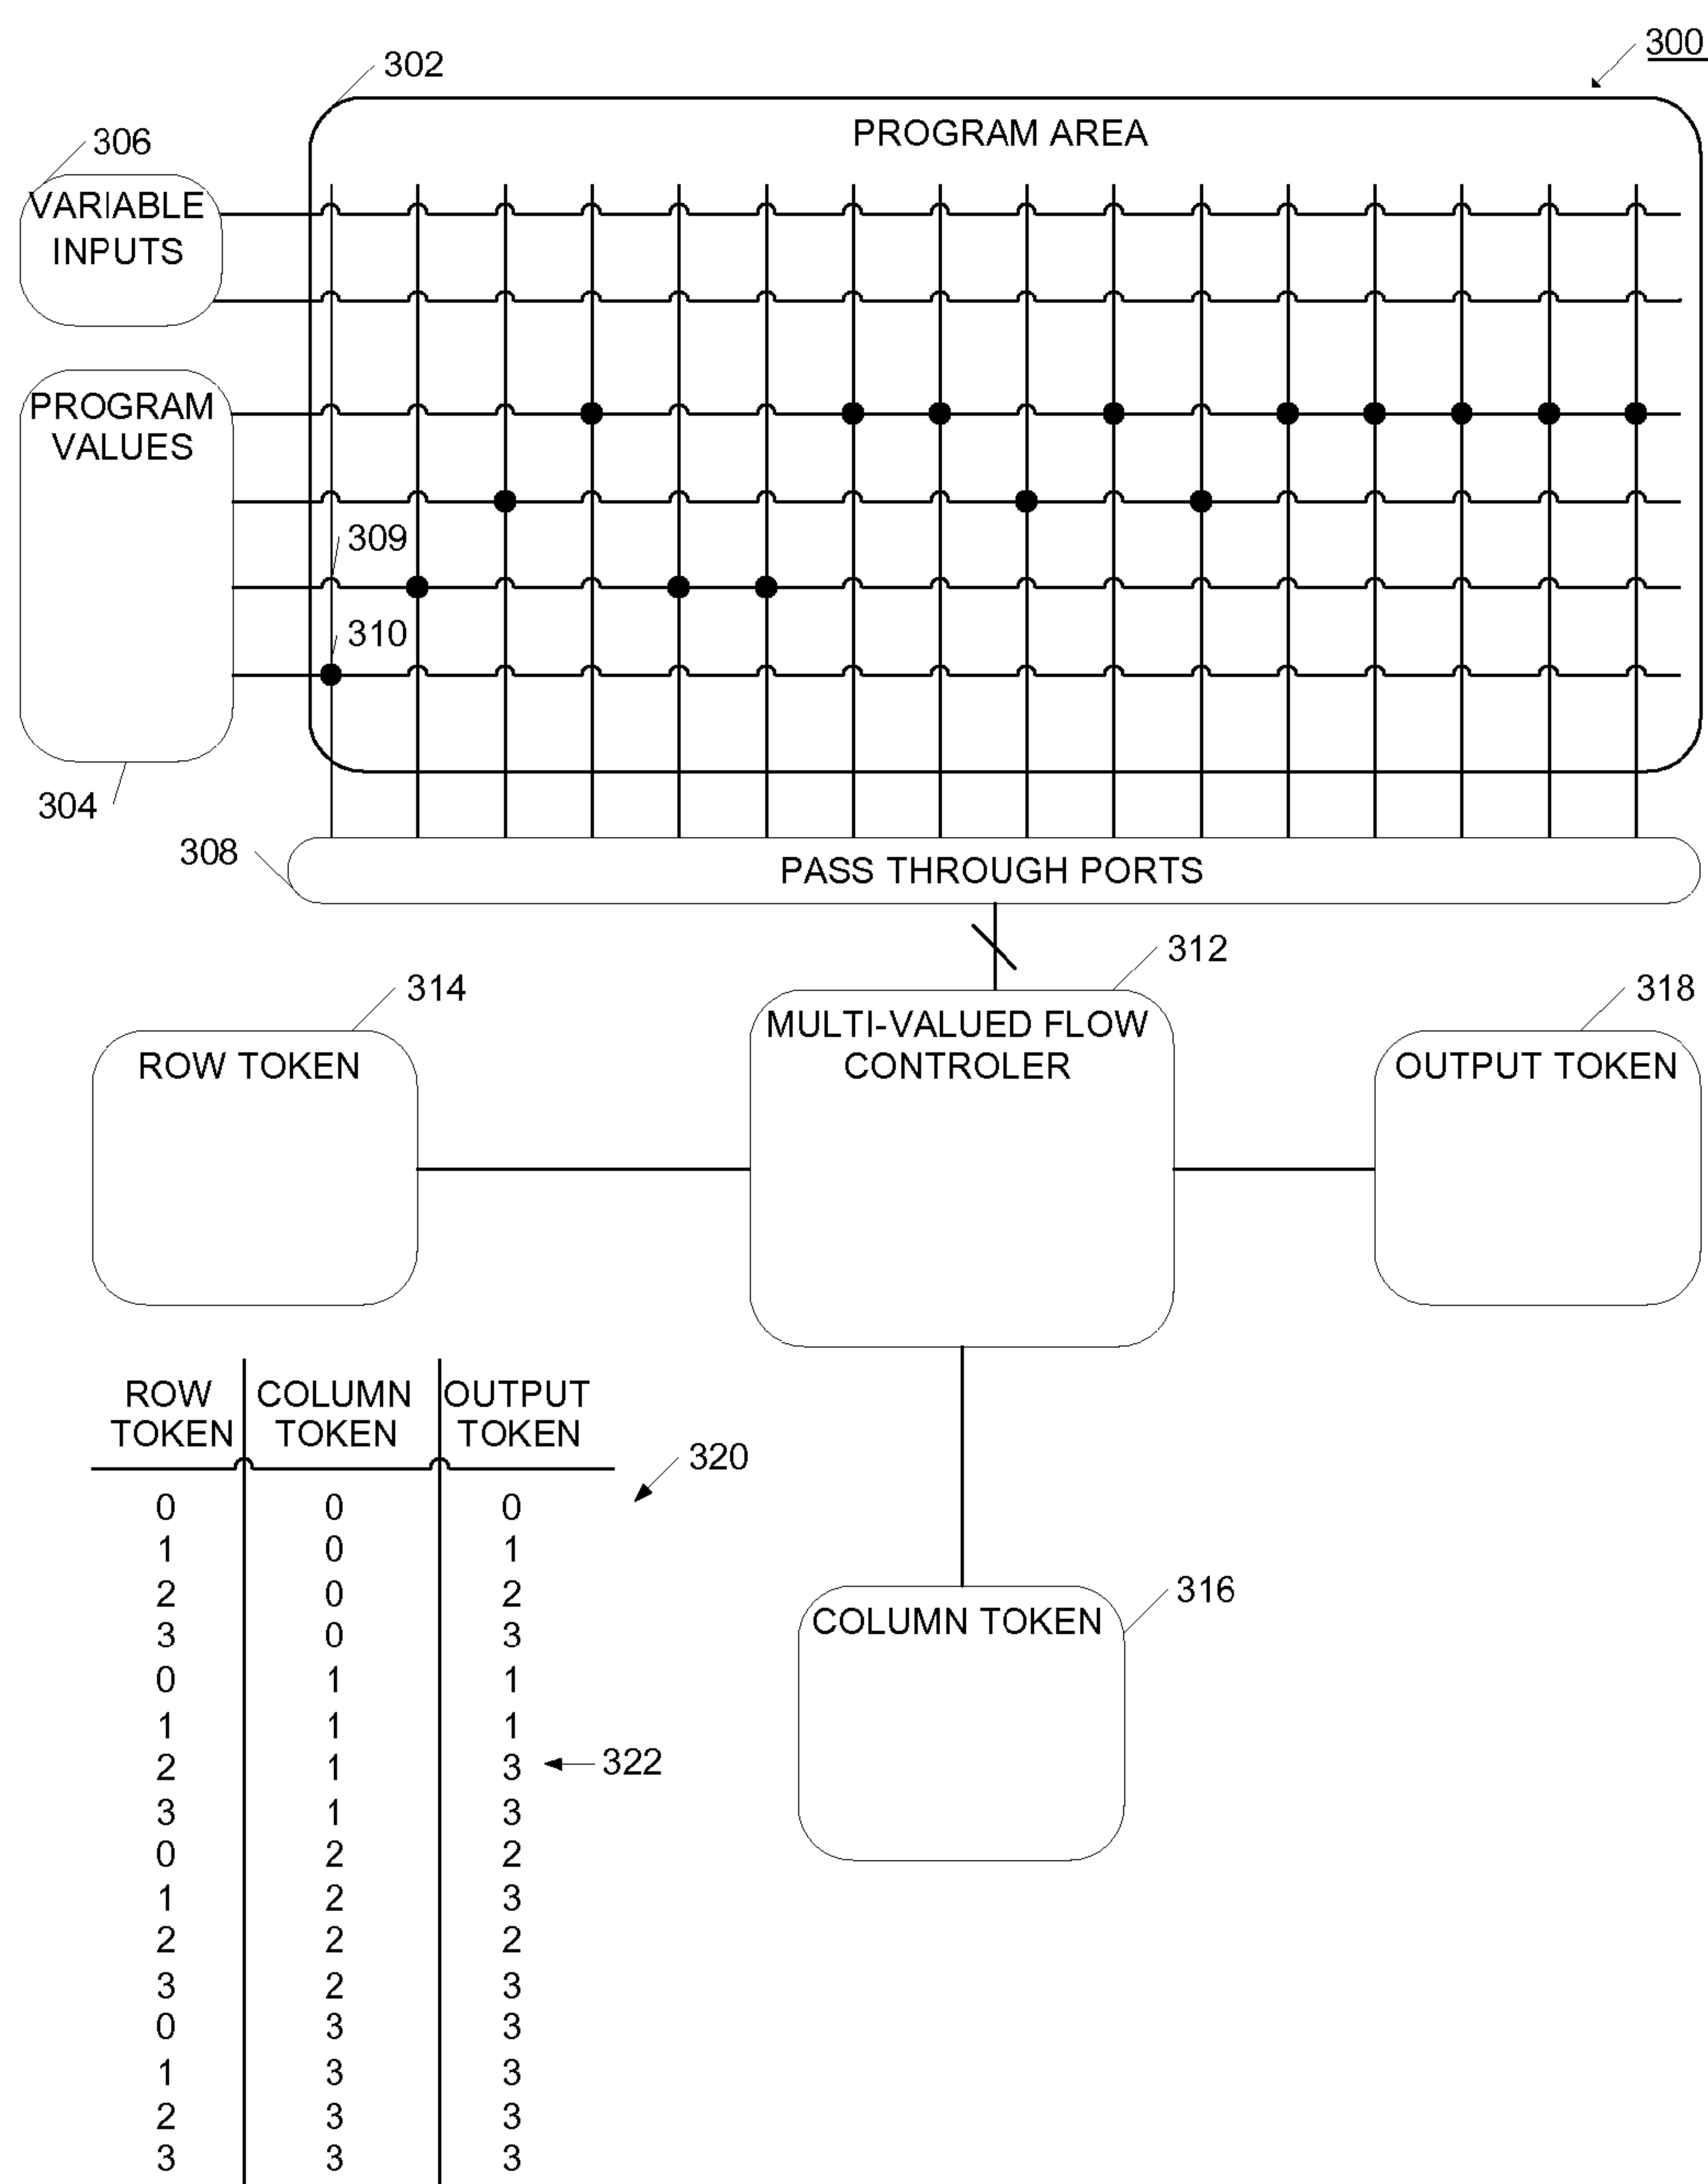 300
302
PROGRAM AREA
306
VARIABLE
INPUTS
PROGRAM
VALUES
309
310
304
308
PASS THROUGH PORTS
312
314
318
MULTI-VALUED FLOW
CONTROLER
ROW TOKEN
OUTPUT TOKEN
ROW TOKEN COLUMN TOKEN OUTPUT TOKEN
320
0 0 0
1 0 1
2 0 2
3 0 3
0 1 1
1 1 1
2 1 3
322
3 1 3
0 2 2
1 2 3
2 2 2
3 2 3
0 3 3
1 3 3
2 3 3
3 3 3
316
COLUMN TOKEN